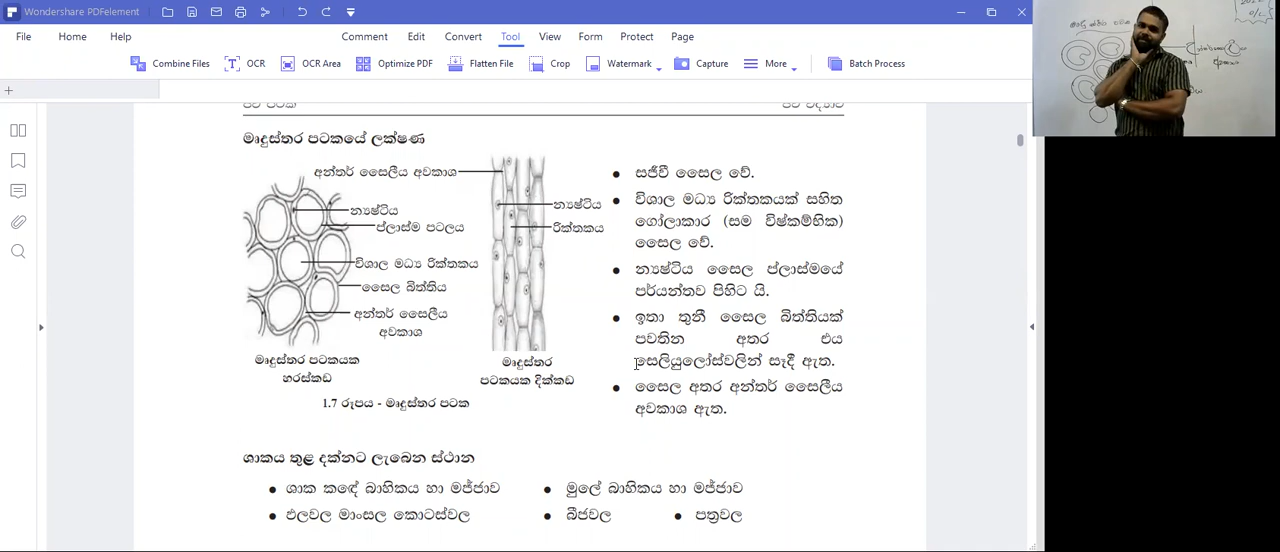 Wondershare PDFelement
File Home Help Comment Edit Convert Tool View Form Protect Page
Combine Files OCR OCR Area Optimize PDF Flatten File Crop Watermark Capture More Batch Process
මෘදුස්තර පටකයේ ලක්ෂණ
අන්තර් සෛලීය අවකාශ
න්‍යෂ්ටිය
ප්ලාස්ම පටලය
විශාල මධ්‍ය රික්තකය
සෛල බිත්තිය
අන්තර් සෛලීය
අවකාශ
න්‍යෂ්ටිය
රික්තකය
මෘදුස්තර පටකයක
හරස්කඩ
මෘදුස්තර
පටකයක දික්කඩ
1.7 රූපය - මෘදුස්තර පටක
• සජීවී සෛල වේ.
• විශාල මධ්‍ය රික්තකයක් සහිත
ගෝලාකාර (සම විෂ්කම්භික)
සෛල වේ.
• න්‍යෂ්ටිය සෛල ප්ලාස්මයේ
පර්යන්තව පිහිට යි.
• ඉතා තුනී සෛල බිත්තියක්
පවතින අතර එය
සෙලියුලෝස්වලින් සෑදී ඇත.
• සෛල අතර අන්තර් සෛලීය
අවකාශ ඇත.
ශාකය තුළ දක්නට ලැබෙන ස්ථාන
• ශාක කඳේ බාහිකය හා මජ්ජාව • මුලේ බාහිකය හා මජ්ජාව
• ඵලවල මාංසල කොටස්වල • බීජවල • පත්‍රවල